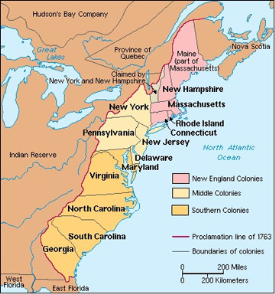 Hudson's Bay Company
Great
Lakes
Province of
Quebec
Maine
(part of
Massachusetts)
Nova Scotia
Claimed by
New York and New Hampshire
New Hampshire
New York
Massachusetts
Rhode Island
Connecticut
Pennsylvania
New Jersey
North Atlantic
Ocean
Indian Reserve
Delaware
Maryland
Virginia
New England Colonies
Middle Colonies
Southern Colonies
North Carolina
Proclamation line of 1763
South Carolina
Boundaries of colonies
Georgia
0 200 Miles
0 200 Kilometers
West
Florida
East Florida